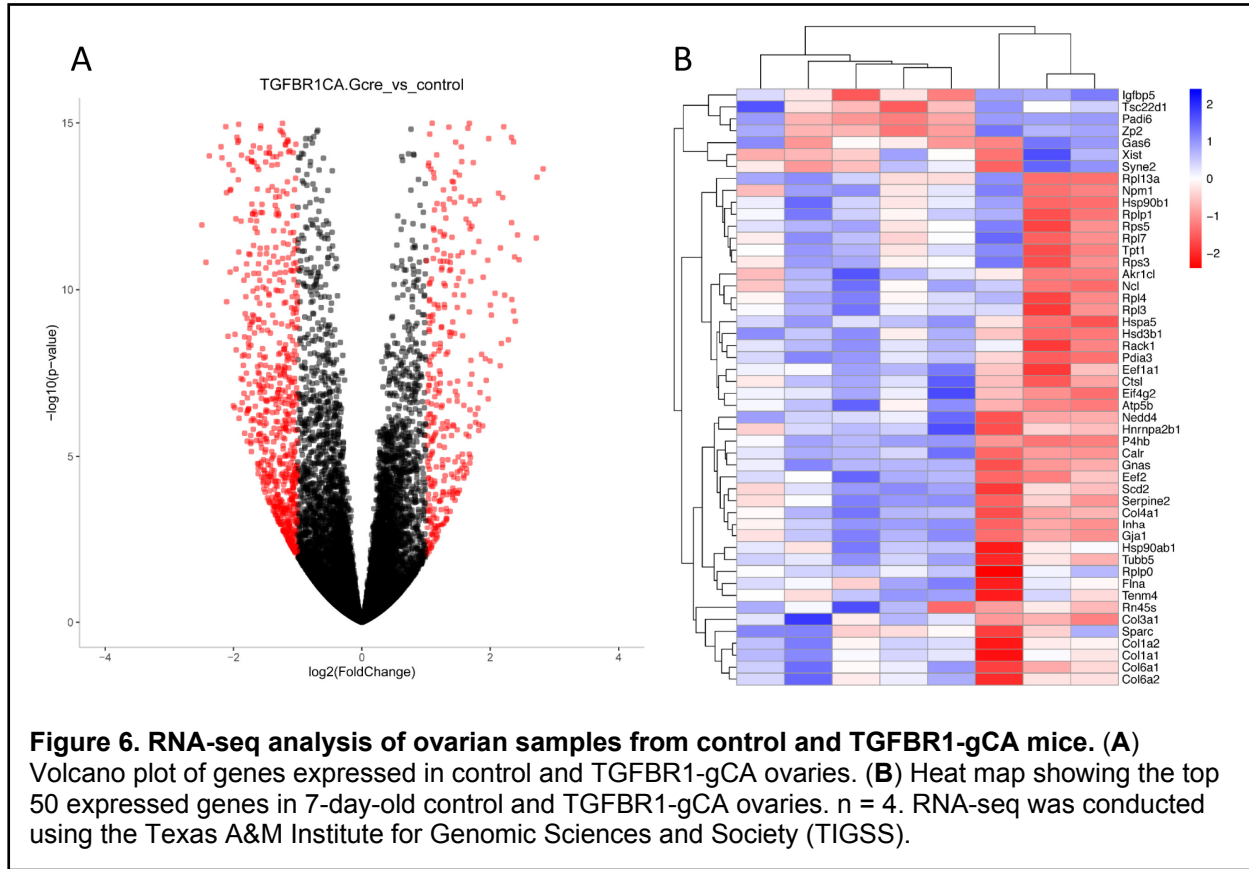 A
TGFBR1CA.Gcre_vs_control
15
10
5
0
−log10(p−value)
−4
−2
0
2
4
log2(FoldChange)
B
Igfbp5
Tsc22d1
Padi6
Zp2
Gas6
Xist
Syne2
Rpl13a
Npm1
Hsp90b1
Rplp1
Rps5
Rpl7
Tpt1
Rps3
Akr1cl
Ncl
Rpl4
Rpl3
Hspa5
Hsd3b1
Rack1
Pdia3
Eef1a1
Ctsl
Eif4g2
Atp5b
Nedd4
Hnrnpa2b1
P4hb
Calr
Gnas
Eef2
Scd2
Serpine2
Col4a1
Inha
Gja1
Hsp90ab1
Tubb5
Rplp0
Flna
Tenm4
Rn45s
Col3a1
Sparc
Col1a2
Col1a1
Col6a1
Col6a2
2
1
0
−1
−2
Figure 6. RNA-seq analysis of ovarian samples from control and TGFBR1-gCA mice. (A)
Volcano plot of genes expressed in control and TGFBR1-gCA ovaries. (B) Heat map showing the top
50 expressed genes in 7-day-old control and TGFBR1-gCA ovaries. n = 4. RNA-seq was conducted
using the Texas A&M Institute for Genomic Sciences and Society (TIGSS).